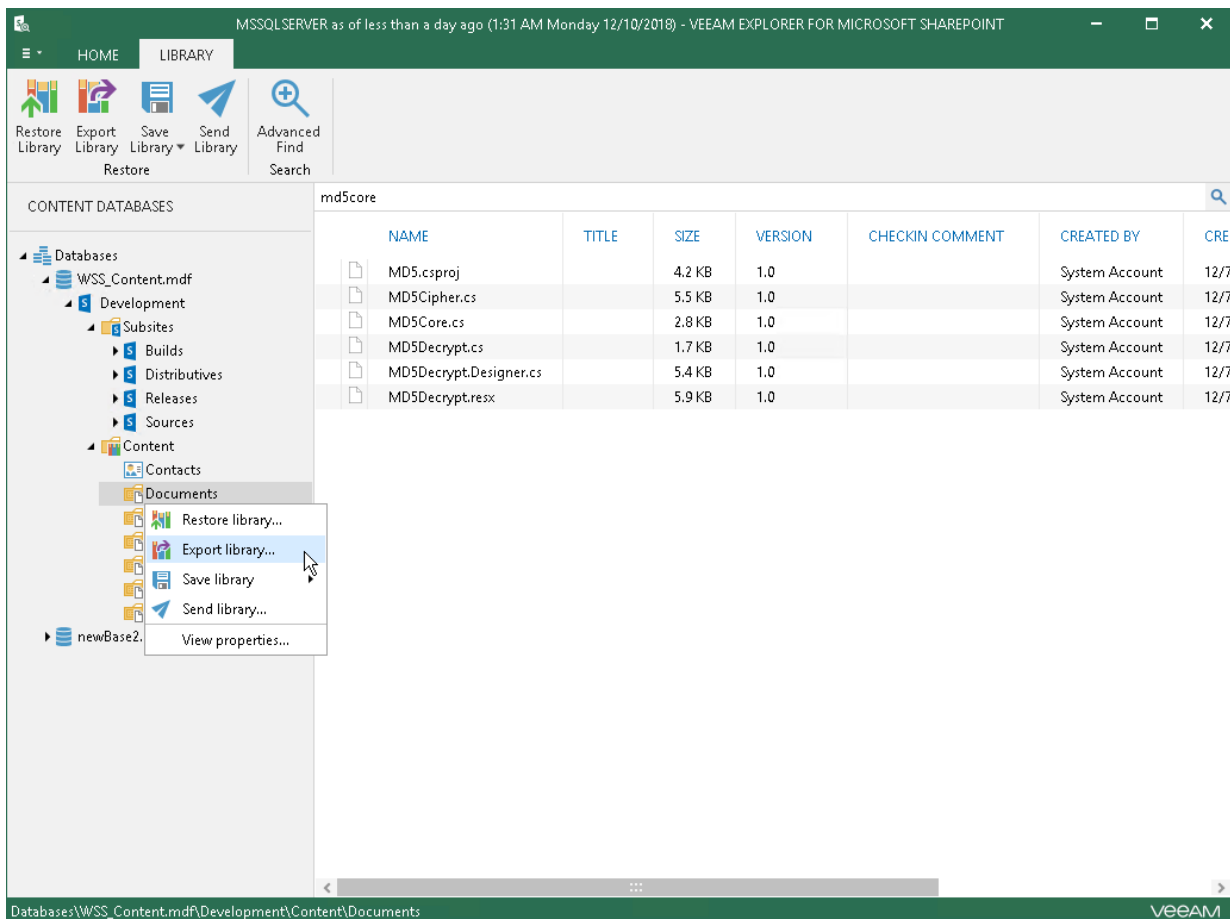 MSSQLSERVER as of less than a day ago (1:31 AM Monday 12/10/2018) - VEEAM EXPLORER FOR MICROSOFT SHAREPOINT
HOME LIBRARY
Restore Library Export Library Save Library Send Library Advanced Find
Restore Search
CONTENT DATABASES
md5core
NAME TITLE SIZE VERSION CHECKIN COMMENT CREATED BY CRE
MD5.csproj 4.2 KB 1.0 System Account 12/7
MD5Cipher.cs 5.5 KB 1.0 System Account 12/7
MD5Core.cs 2.8 KB 1.0 System Account 12/7
MD5Decrypt.cs 1.7 KB 1.0 System Account 12/7
MD5Decrypt.Designer.cs 5.4 KB 1.0 System Account 12/7
MD5Decrypt.resx 5.9 KB 1.0 System Account 12/7
Databases
WSS_Content.mdf
Development
Subsites
Builds
Distributives
Releases
Sources
Content
Contacts
Documents
Restore library...
Export library...
Save library
Send library...
View properties...
newBase2.
Databases\WSS_Content.mdf\Development\Content\Documents
veeam